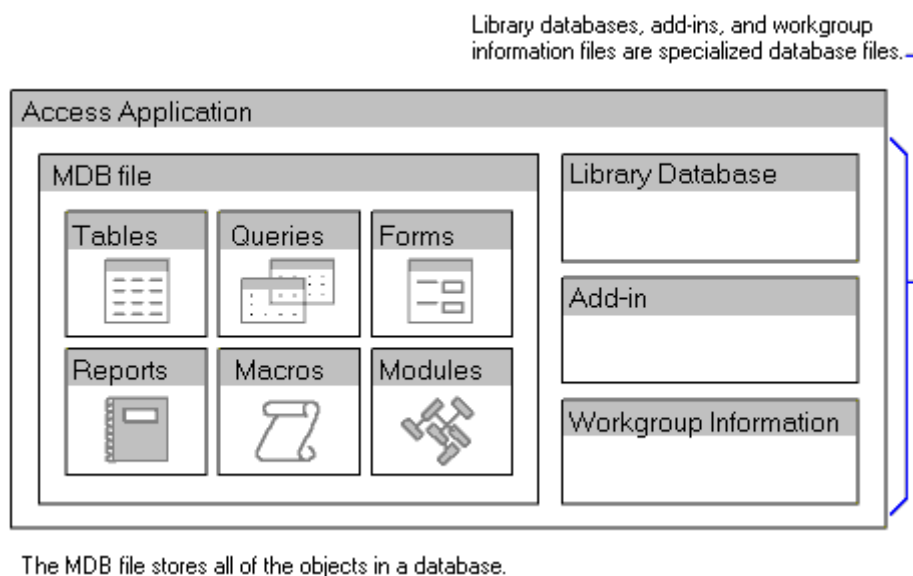 Library databases, add-ins, and workgroup
information files are specialized database files.
Access Application
MDB file
Tables
Queries
Forms
Reports
Macros
Modules
Library Database
Add-in
Workgroup Information
The MDB file stores all of the objects in a database.